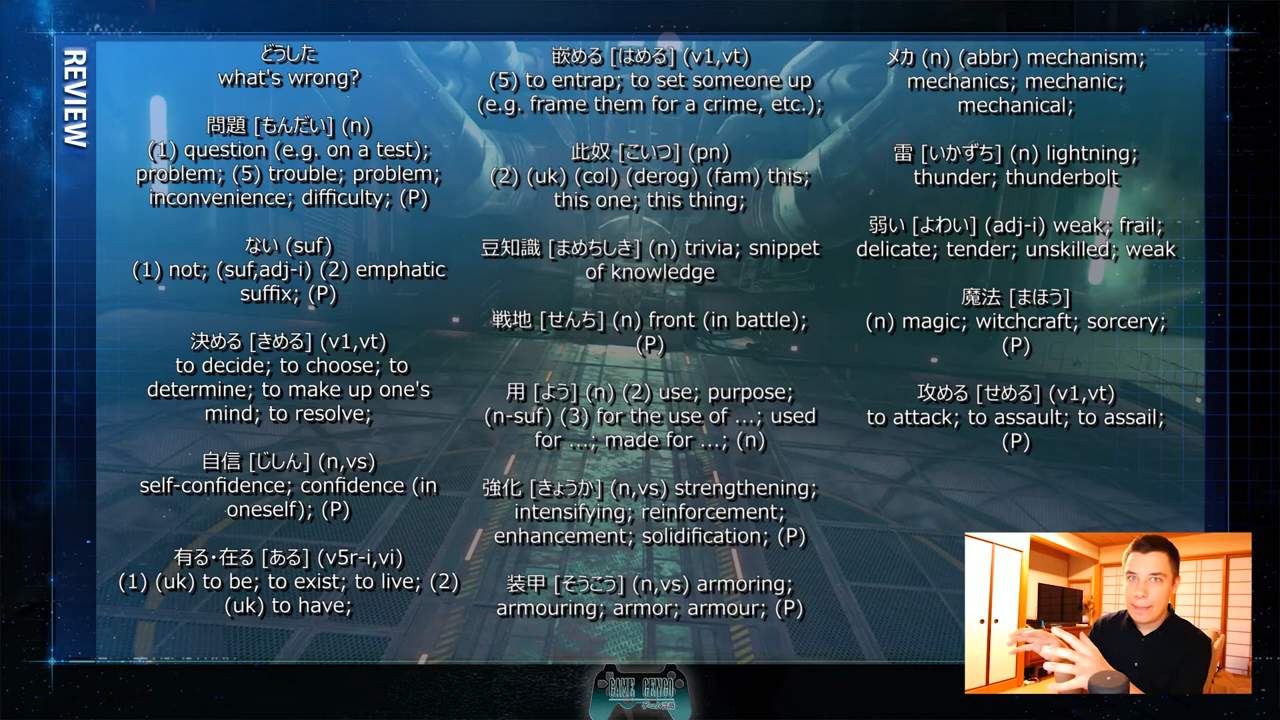 REVIEW
どうした
what's wrong?
問題 [もんだい] (n)
(1) question (e.g. on a test);
problem; (5) trouble; problem;
inconvenience; difficulty; (P)
ない (suf)
(1) not; (suf,adj-i) (2) emphatic
suffix; (P)
決める [きめる] (v1,vt)
to decide; to choose; to
determine; to make up one's
mind; to resolve;
自信 [じしん] (n,vs)
self-confidence; confidence (in
oneself); (P)
有る・在る [ある] (v5r-i,vi)
(1) (uk) to be; to exist; to live; (2)
(uk) to have;
嵌める [はめる] (v1,vt)
(5) to entrap; to set someone up
(e.g. frame them for a crime, etc.);
此奴 [こいつ] (pn)
(2) (uk) (col) (derog) (fam) this;
this one; this thing;
豆知識 [まめちしき] (n) trivia; snippet
of knowledge
戦地 [せんち] (n) front (in battle);
(P)
用 [よう] (n) (2) use; purpose;
(n-suf) (3) for the use of ...; used
for ...; made for ...; (n)
強化 [きょうか] (n,vs) strengthening;
intensifying; reinforcement;
enhancement; solidification; (P)
装甲 [そうこう] (n,vs) armoring;
armouring; armor; armour; (P)
メカ (n) (abbr) mechanism;
mechanics; mechanic;
mechanical;
雷 [いかずち] (n) lightning;
thunder; thunderbolt
弱い [よわい] (adj-i) weak; frail;
delicate; tender; unskilled; weak
魔法 [まほう]
(n) magic; witchcraft; sorcery;
(P)
攻める [せめる] (v1,vt)
to attack; to assault; to assail;
(P)
GAME GENGO